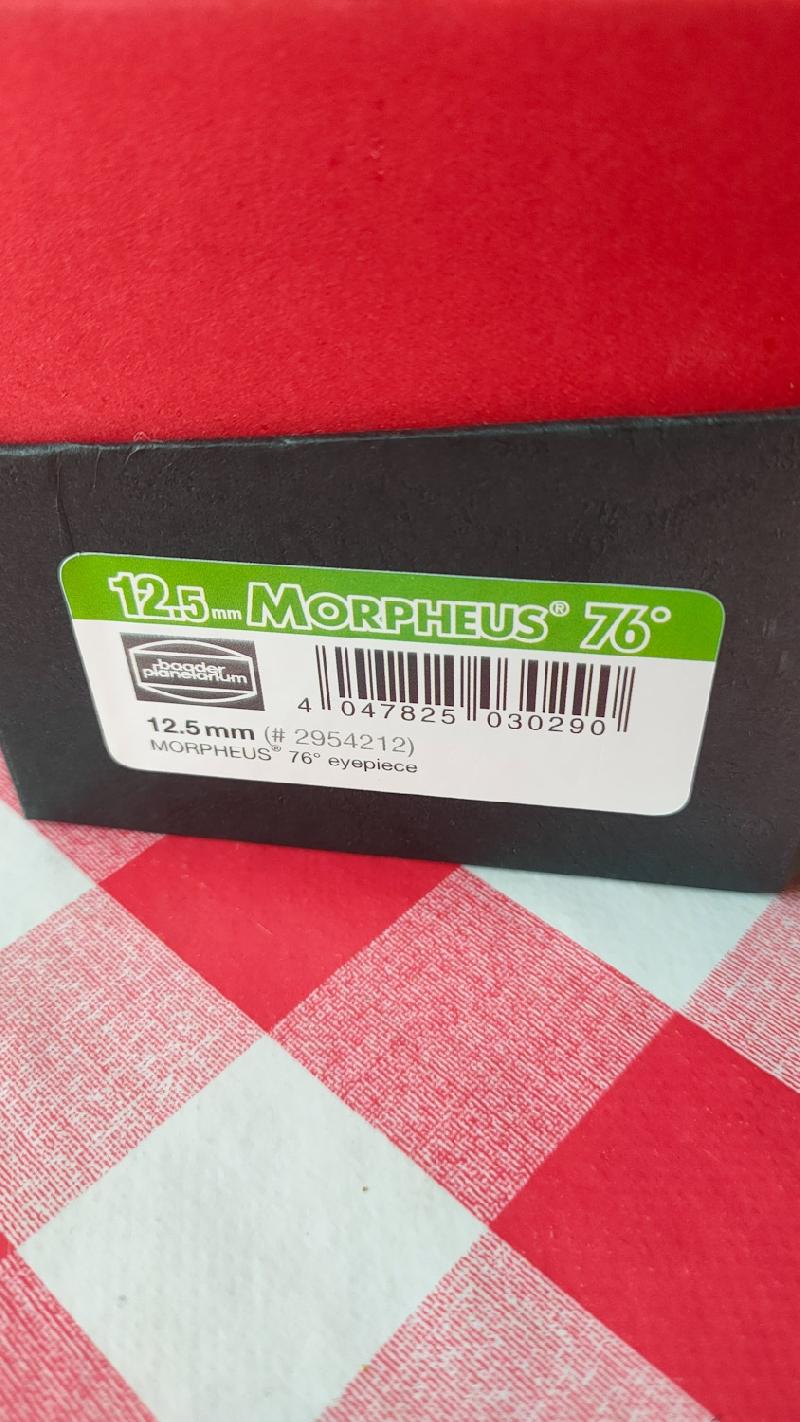 12.5 mm MORPHEUS® 76°
baader
planetarium
4 047825 030290
12.5mm (# 2954212)
MORPHEUS® 76° eyepiece